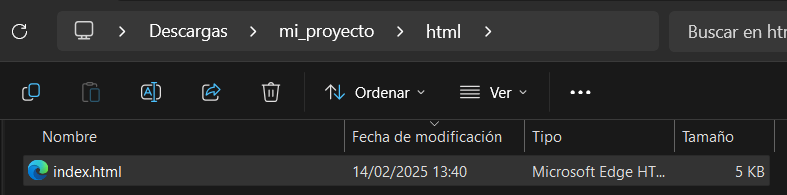 Descargas > mi_proyecto > html >
Buscar en htr
Ordenar
Ver
Nombre Fecha de modificación Tipo Tamaño
index.html 14/02/2025 13:40 Microsoft Edge HT... 5 KB